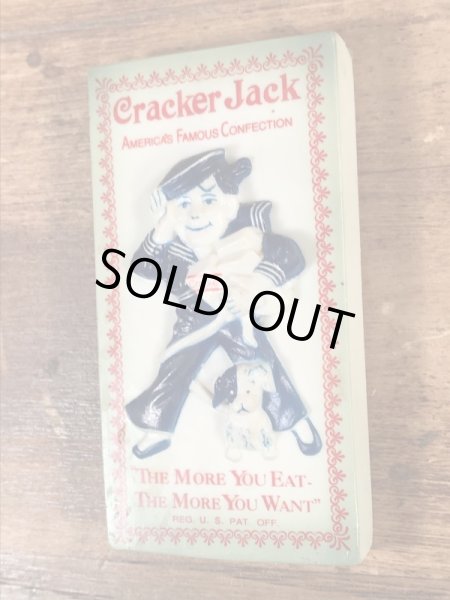 Cracker Jack
AMERICA'S FAMOUS CONFECTION
SOLD OUT
"THE MORE YOU EAT-
THE MORE YOU WANT"
REG. U. S. PAT. OFF.